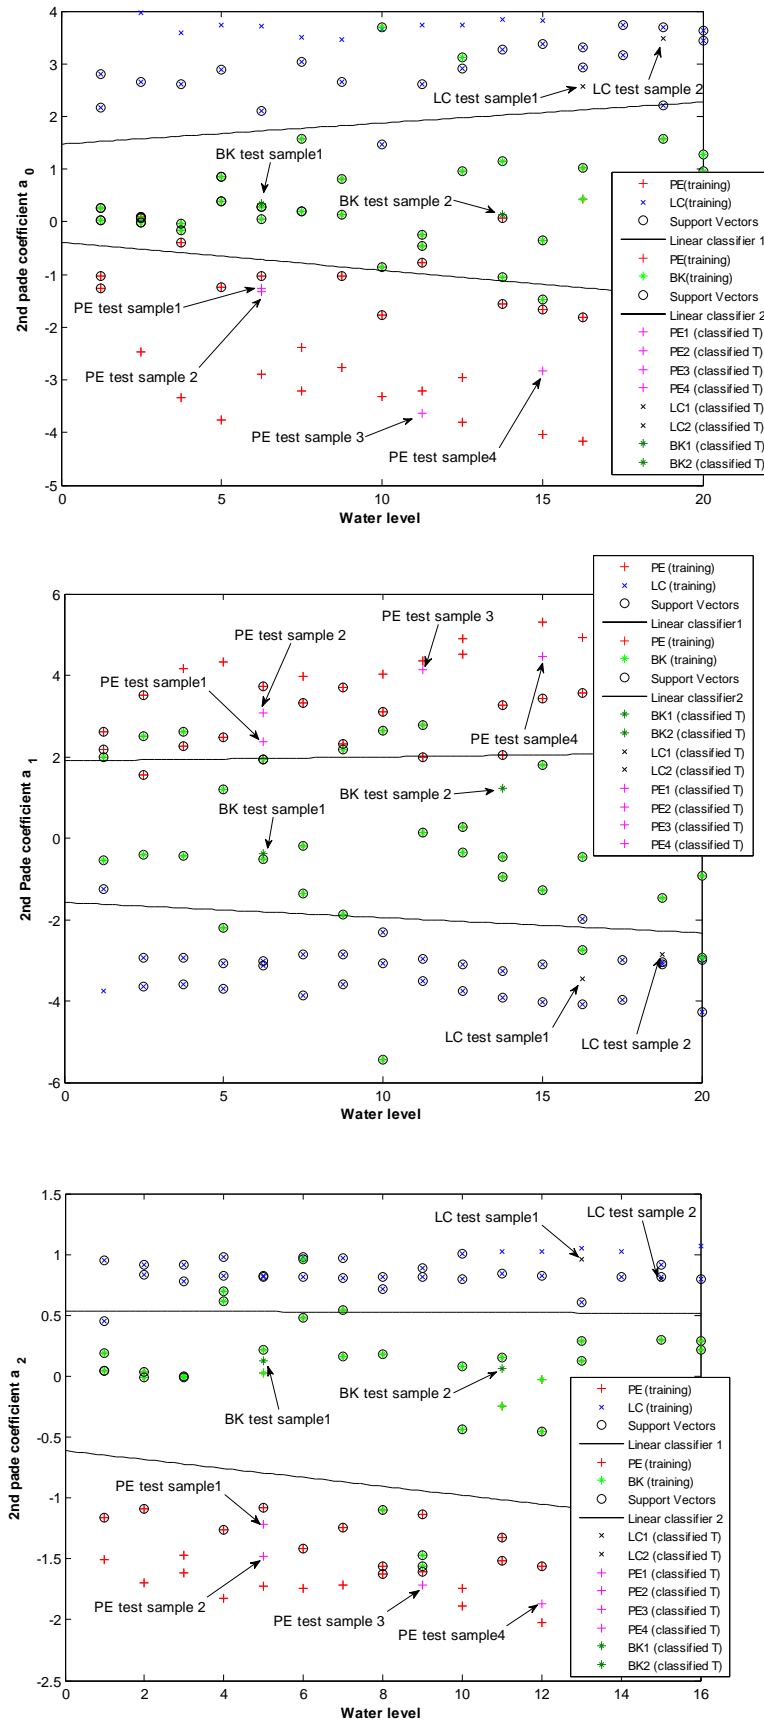 4
3
2
1
0
-1
-2
-3
-4
-5
0
5
10
15
20
2nd pade coefficient a 0
Water level
LC test sample1
LC test sample 2
BK test sample1
BK test sample 2
PE test sample1
PE test sample 2
PE test sample 3
PE test sample4
PE(training)
LC(training)
Support Vectors
Linear classifier 1
PE(training)
BK(training)
Support Vectors
Linear classifier 2
PE1 (classified T)
PE2 (classified T)
PE3 (classified T)
PE4 (classified T)
LC1 (classified T)
LC2 (classified T)
BK1 (classified T)
BK2 (classified T)
6
4
2
0
-2
-4
-6
0
5
10
15
20
2nd Pade coefficient a 1
Water level
PE test sample 3
PE test sample 2
PE test sample1
PE test sample4
BK test sample1
BK test sample 2
LC test sample1
LC test sample 2
PE (training)
LC (training)
Support Vectors
Linear classifier1
PE (training)
BK (training)
Support Vectors
Linear classifier2
BK1 (classified T)
BK2 (classified T)
LC1 (classified T)
LC2 (classified T)
PE1 (classified T)
PE2 (classified T)
PE3 (classified T)
PE4 (classified T)
1.5
1
0.5
0
-0.5
-1
-1.5
-2
-2.5
0
2
4
6
8
10
12
14
16
2nd pade coefficient a 2
Water level
LC test sample1
LC test sample 2
BK test sample1
BK test sample 2
PE test sample1
PE test sample 2
PE test sample 3
PE test sample4
PE (training)
LC (training)
Support Vectors
Linear classifier 1
PE (training)
BK (training)
Support Vectors
Linear classifier 2
LC1 (classified T)
LC2 (classified T)
PE1 (classified T)
PE2 (classified T)
PE3 (classified T)
PE4 (classified T)
BK1 (classified T)
BK2 (classified T)